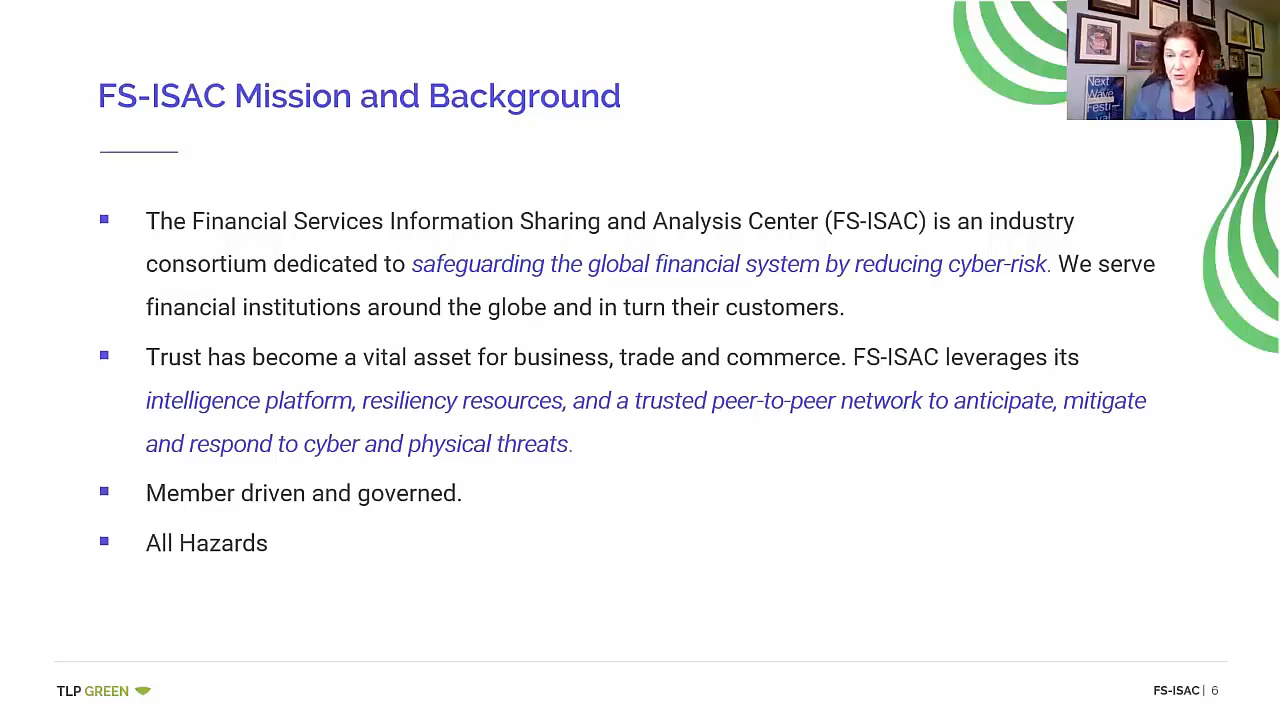 FS-ISAC Mission and Background
Next
Wave
Festi-
val
The Financial Services Information Sharing and Analysis Center (FS-ISAC) is an industry
consortium dedicated to safeguarding the global financial system by reducing cyber-risk. We serve
financial institutions around the globe and in turn their customers.
Trust has become a vital asset for business, trade and commerce. FS-ISAC leverages its
intelligence platform, resiliency resources, and a trusted peer-to-peer network to anticipate, mitigate
and respond to cyber and physical threats.
Member driven and governed.
All Hazards
TLP GREEN
FS-ISAC | 6